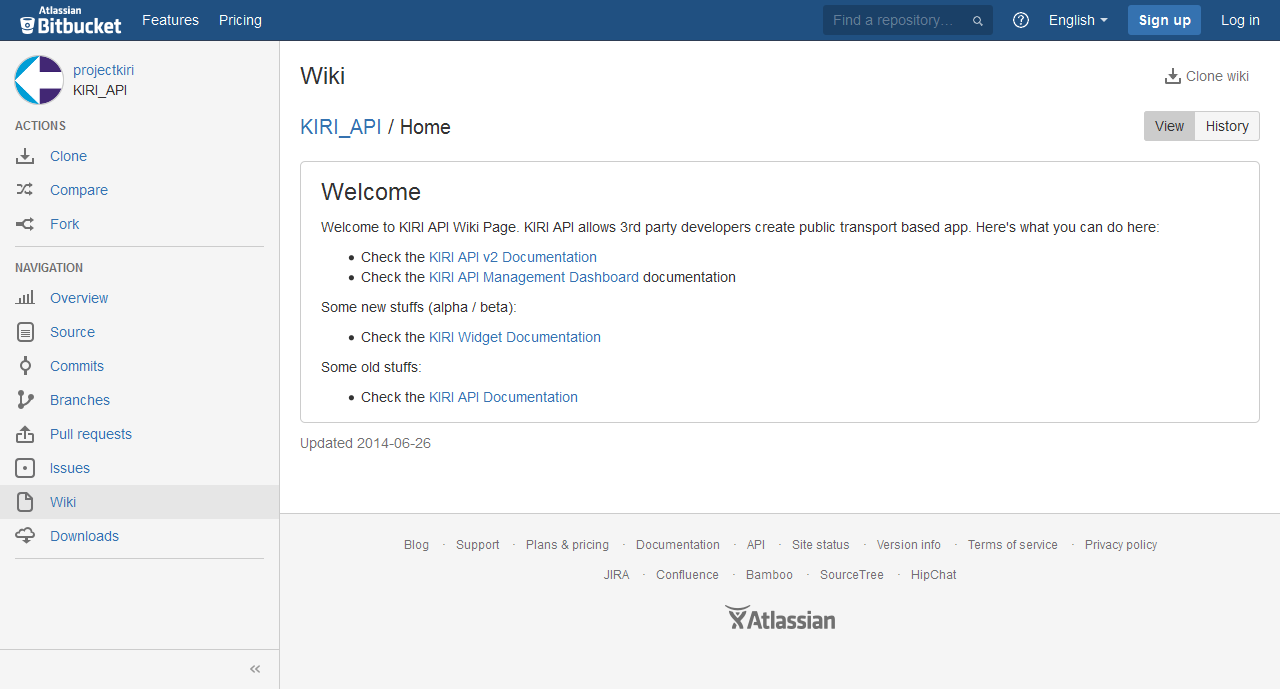 Atlassian
Bitbucket
Features
Pricing
Find a repository…
English
Sign up
Log in
projectkiri
KIRI_API
ACTIONS
Clone
Compare
Fork
NAVIGATION
Overview
Source
Commits
Branches
Pull requests
Issues
Wiki
Downloads
Wiki
Clone wiki
KIRI_API / Home
View
History
Welcome
Welcome to KIRI API Wiki Page. KIRI API allows 3rd party developers create public transport based app. Here's what you can do here:
• Check the KIRI API v2 Documentation
• Check the KIRI API Management Dashboard documentation
Some new stuffs (alpha / beta):
• Check the KIRI Widget Documentation
Some old stuffs:
• Check the KIRI API Documentation
Updated 2014-06-26
Blog · Support · Plans & pricing · Documentation · API · Site status · Version info · Terms of service · Privacy policy
JIRA · Confluence · Bamboo · SourceTree · HipChat
Atlassian